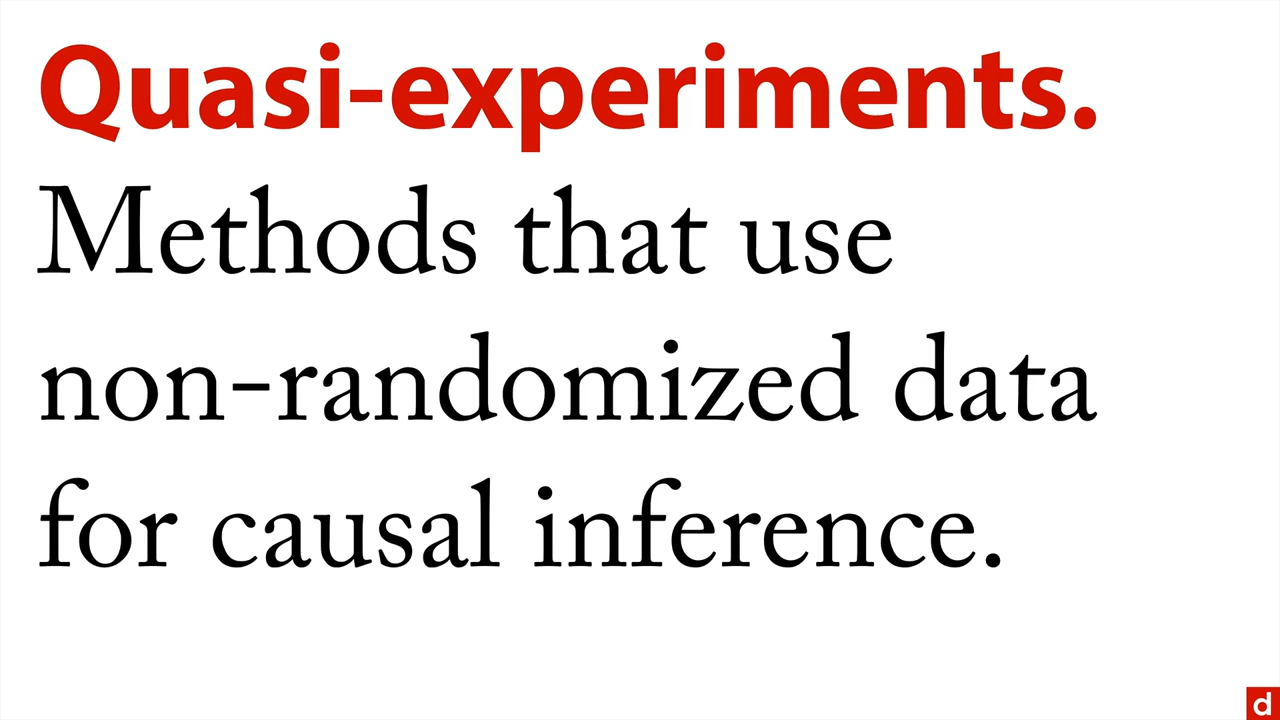 Quasi-experiments.
Methods that use
non-randomized data
for causal inference.
d